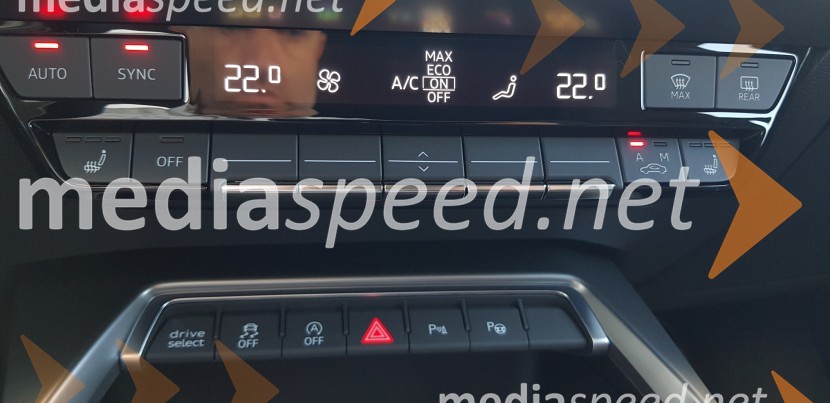 mediaspeed.net
AUTO SYNC 22.0 A/C MAX ECO ON OFF 22.0 MAX REAR
OFF A M
mediaspeed.net
drive select OFF A OFF P P
mediaspeed.net